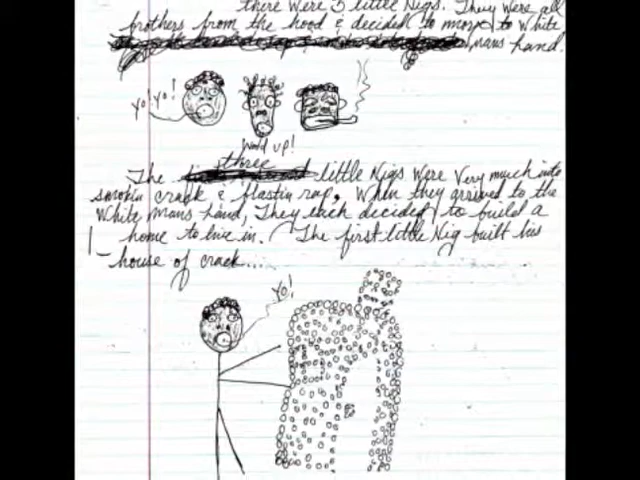 there were 3 little Nigs. They were all
brothers from the hood & decided to move to white
mans hand.
Yo! Yo!
Word up!
three
The little Nigs were very much into
smokin crack & blastin rap. When they arrived to the
white mans hand, They each decided to build a
home to live in. The first little Nig built his
house of crack....
Yo!